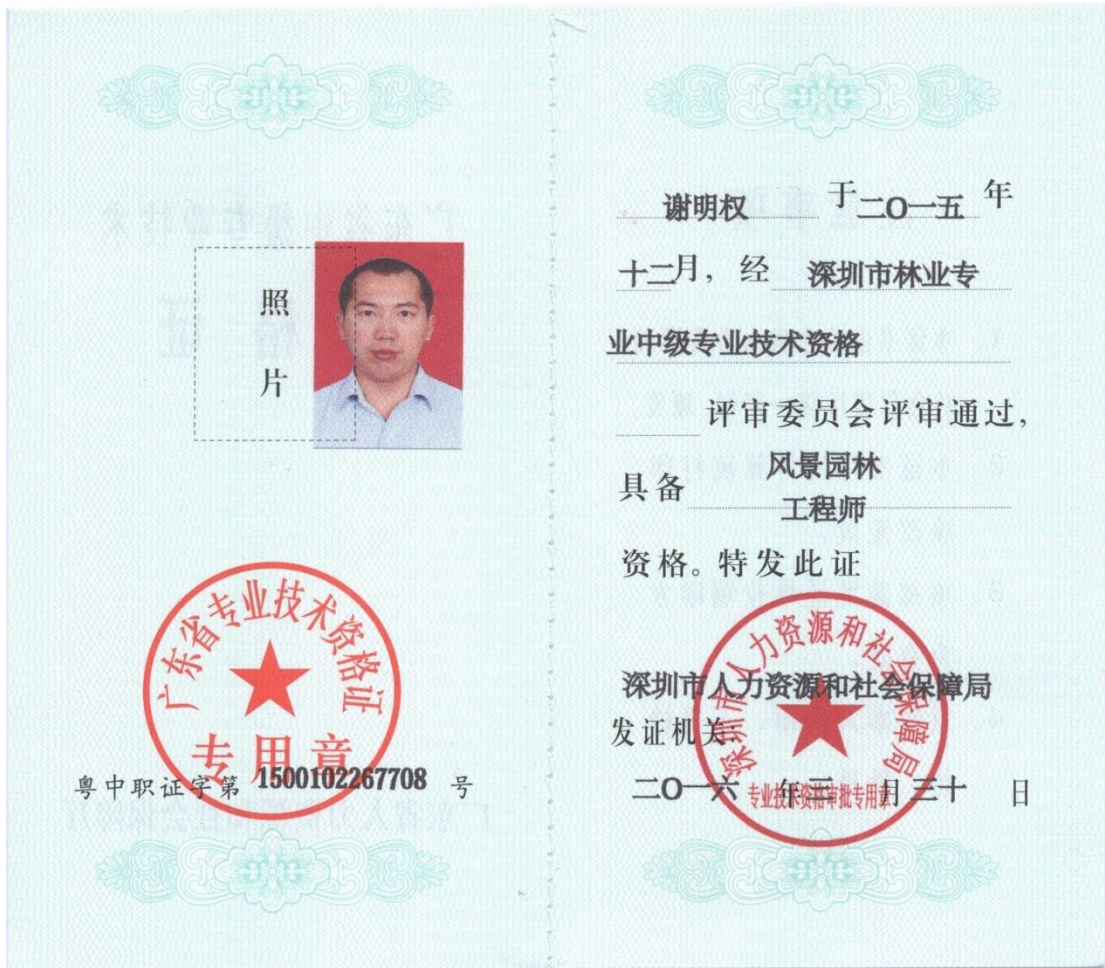 照
片
广东省专业技术资格证
专用章
粤中职证字第 1500102267708 号
谢明权 于二O一五 年
十二月，经 深圳市林业专
业中级专业技术资格
评审委员会评审通过，
具备 风景园林
工程师
资格。特发此证
深圳市人力资源和社会保障局
深圳市人力资源和社会保障局
发证机关：
二O一六 年三 月三十 日
专业技术资格审批专用章